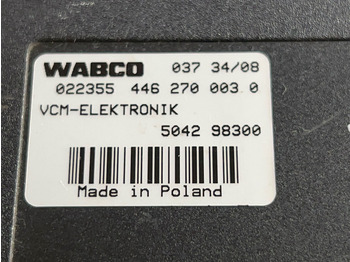 WABCO 037 34/08
022355 446 270 003 0
VCM-ELEKTRONIK
5042 98300
Made in Poland